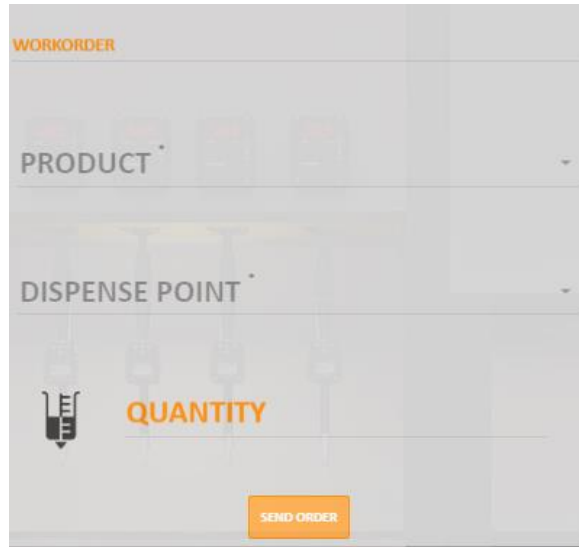 WORKORDER
PRODUCT *
DISPENSE POINT *
QUANTITY
SEND ORDER